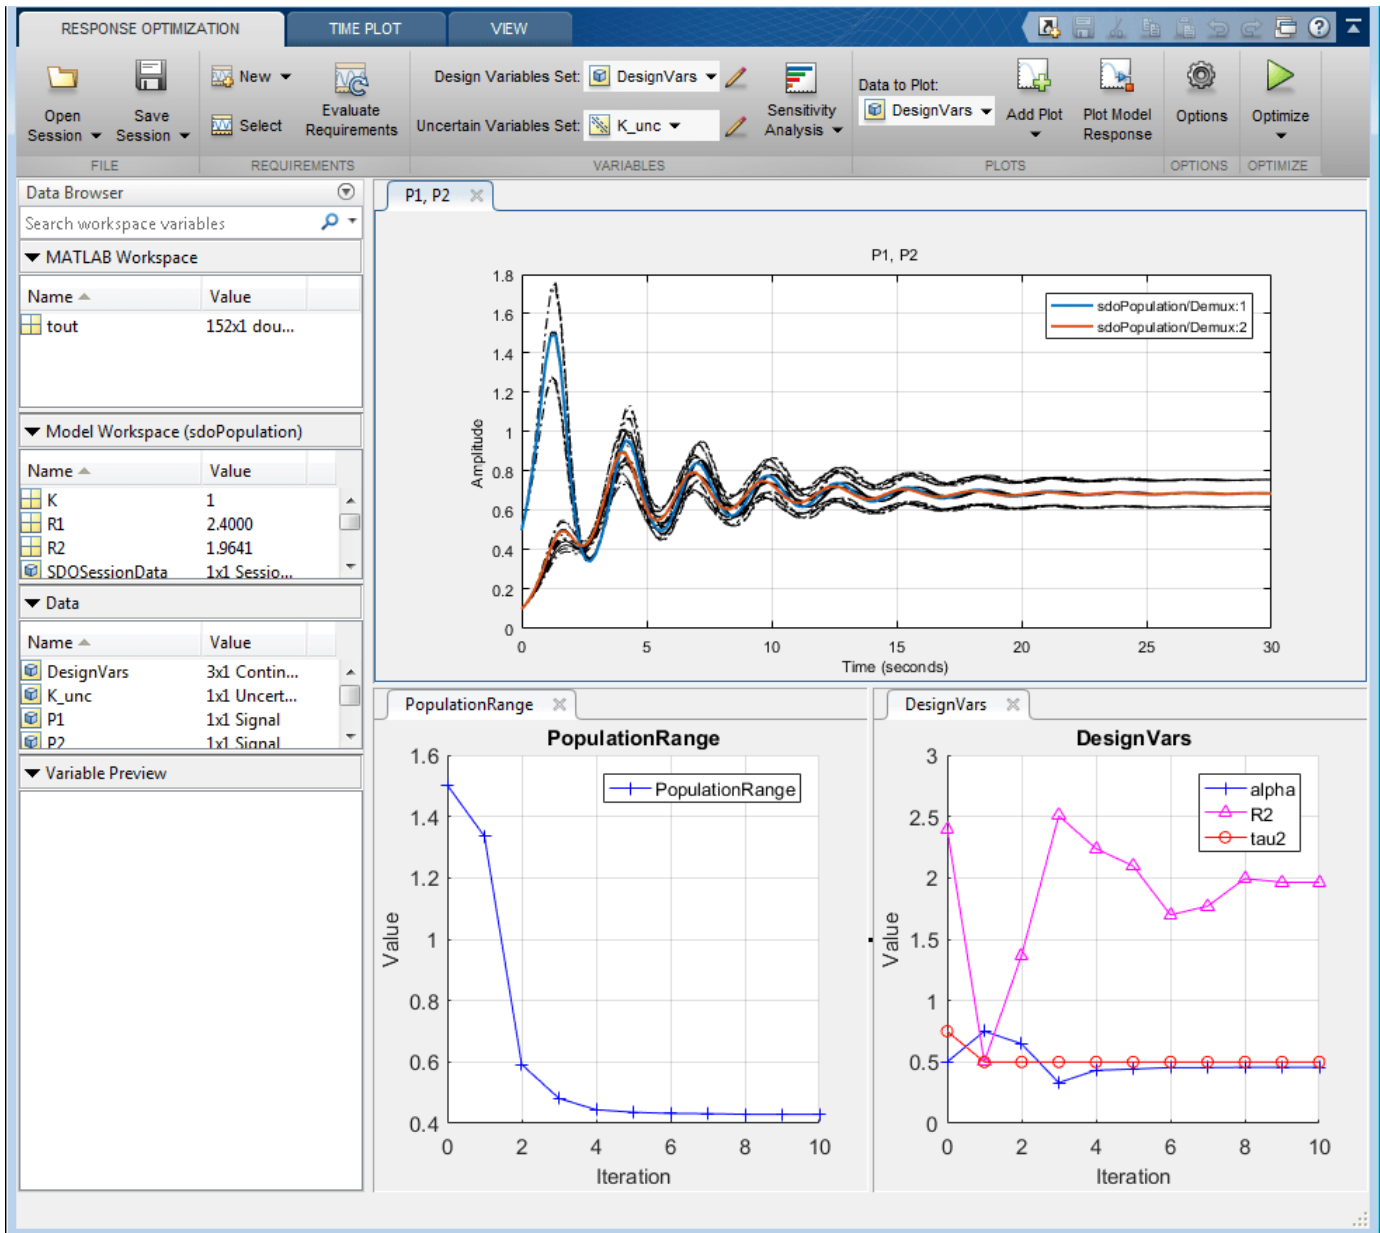 RESPONSE OPTIMIZATION TIME PLOT VIEW
Open Session
Save Session
FILE
New
Select
Evaluate Requirements
REQUIREMENTS
Design Variables Set: DesignVars
Uncertain Variables Set: K_unc
Sensitivity Analysis
VARIABLES
Data to Plot:
DesignVars
Add Plot
Plot Model Response
PLOTS
Options
OPTIONS
Optimize
OPTIMIZE
Data Browser
Search workspace variables
MATLAB Workspace
Name Value
tout 152x1 dou...
Model Workspace (sdoPopulation)
Name Value
K 1
R1 2.4000
R2 1.9641
SDOSessionData 1x1 Sessio...
Data
Name Value
DesignVars 3x1 Contin...
K_unc 1x1 Uncert...
P1 1x1 Signal
P2 1x1 Signal
Variable Preview
P1, P2
P1, P2
1.8
1.6
1.4
1.2
1
0.8
0.6
0.4
0.2
0
Amplitude
sdoPopulation/Demux:1
sdoPopulation/Demux:2
0 5 10 15 20 25 30
Time (seconds)
PopulationRange
PopulationRange
1.6
1.4
1.2
1
0.8
0.6
0.4
Value
PopulationRange
0 2 4 6 8 10
Iteration
DesignVars
DesignVars
3
2.5
2
1.5
1
0.5
0
Value
alpha
R2
tau2
0 2 4 6 8 10
Iteration